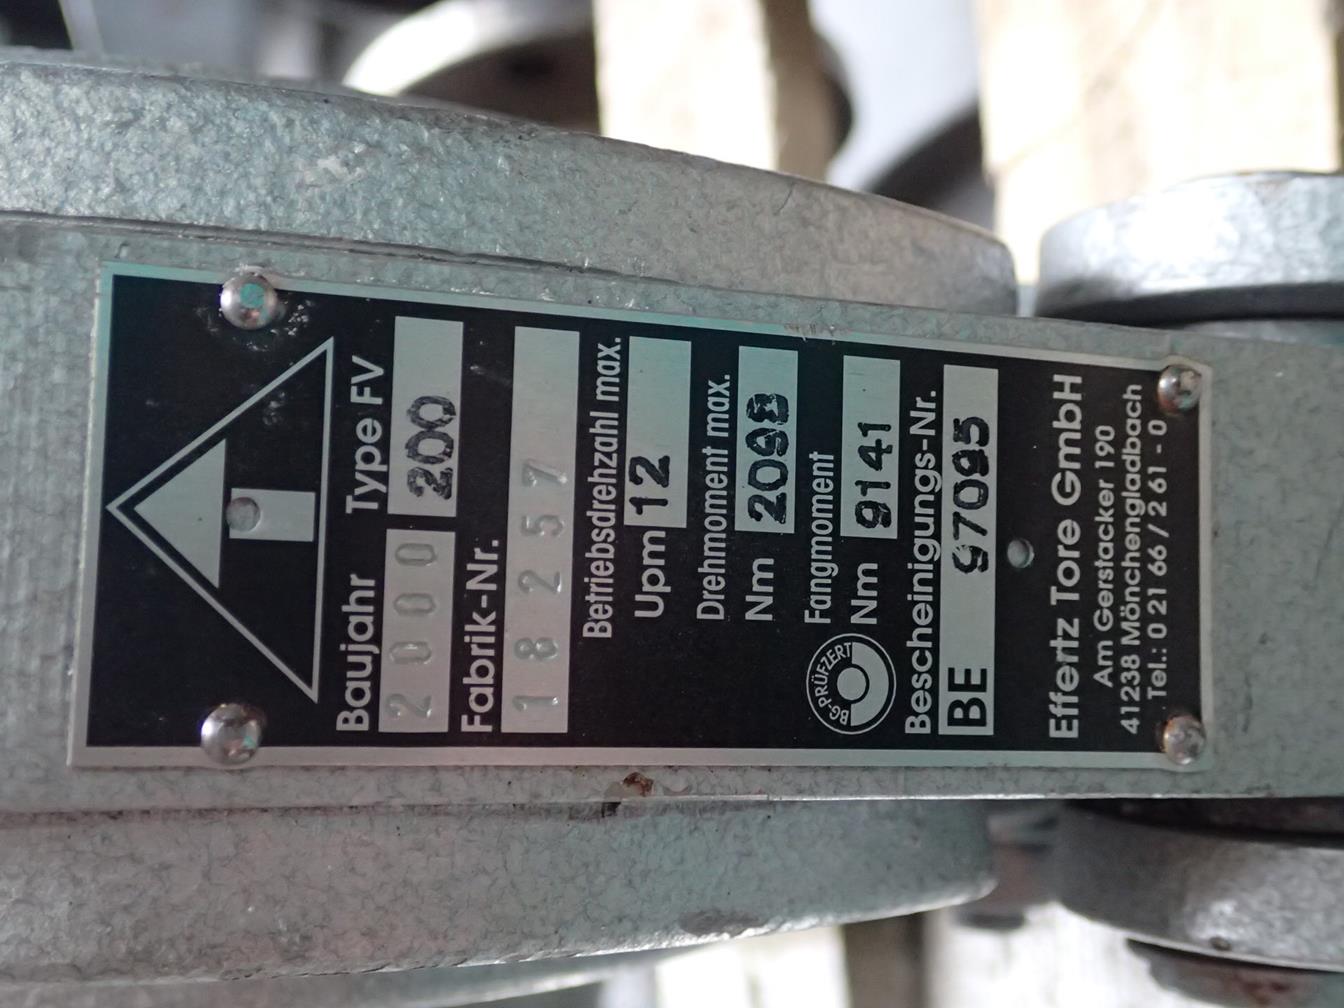 Baujahr Type FV
2000 200
Fabrik-Nr.
18257
Betriebsdrehzahl max.
Upm 12
Drehmoment max.
Nm
Fangmoment
Nm 9141
BG-PRÜFZERT
Bescheinigungs-Nr.
BE 97095
Effertz Tore GmbH
Am Gerstacker 190
41238 Mönchengladbach
Tel.: 0 21 66 / 2 61 - 0